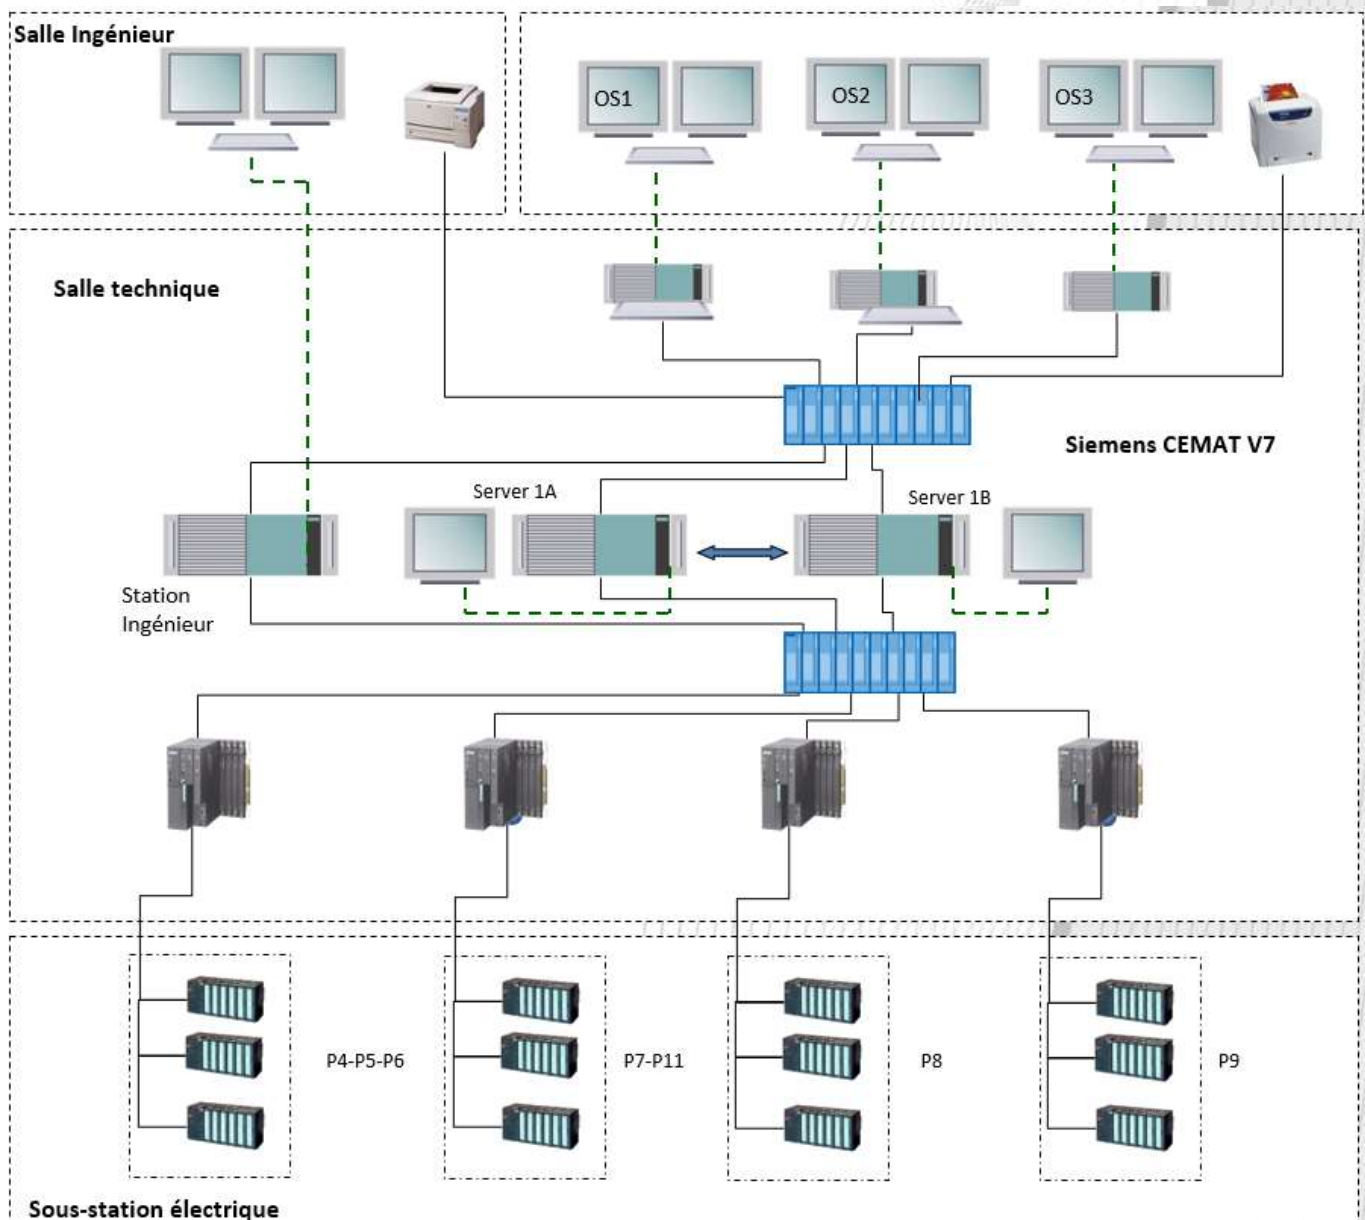 Salle Ingénieur
OS1
OS2
OS3
Salle technique
Siemens CEMAT V7
Server 1A
Server 1B
Station
Ingénieur
P4-P5-P6
P7-P11
P8
P9
Sous-station électrique